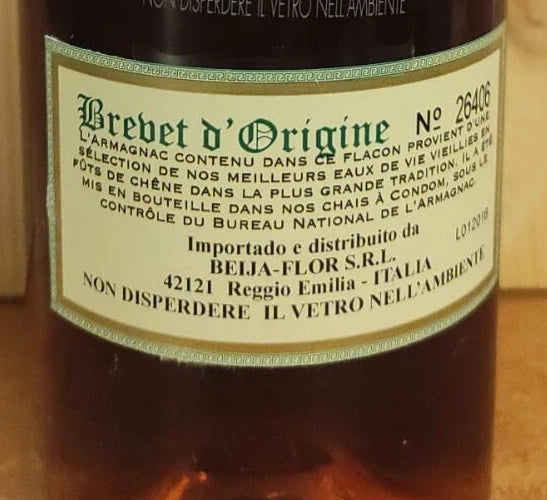 NON DISPERDERE IL VETRO NELL'AMBIENTE
Brevet d'Origine Nº 26406
L'ARMAGNAC CONTENU DANS CE FLACON PROVIENT D'UNE
SÉLECTION DE NOS MEILLEURS EAUX DE VIE VIEILLIES EN
FÛTS DE CHÊNE DANS LA PLUS GRANDE TRADITION. IL A ÉTÉ
MIS EN BOUTEILLE DANS NOS CHAIS À CONDOM, SOUS LE
CONTRÔLE DU BUREAU NATIONAL DE L'ARMAGNAC.
L012016
Importado e distribuito da
BEIJA-FLOR S.R.L.
42121 Reggio Emilia - ITALIA
NON DISPERDERE IL VETRO NELL'AMBIENTE